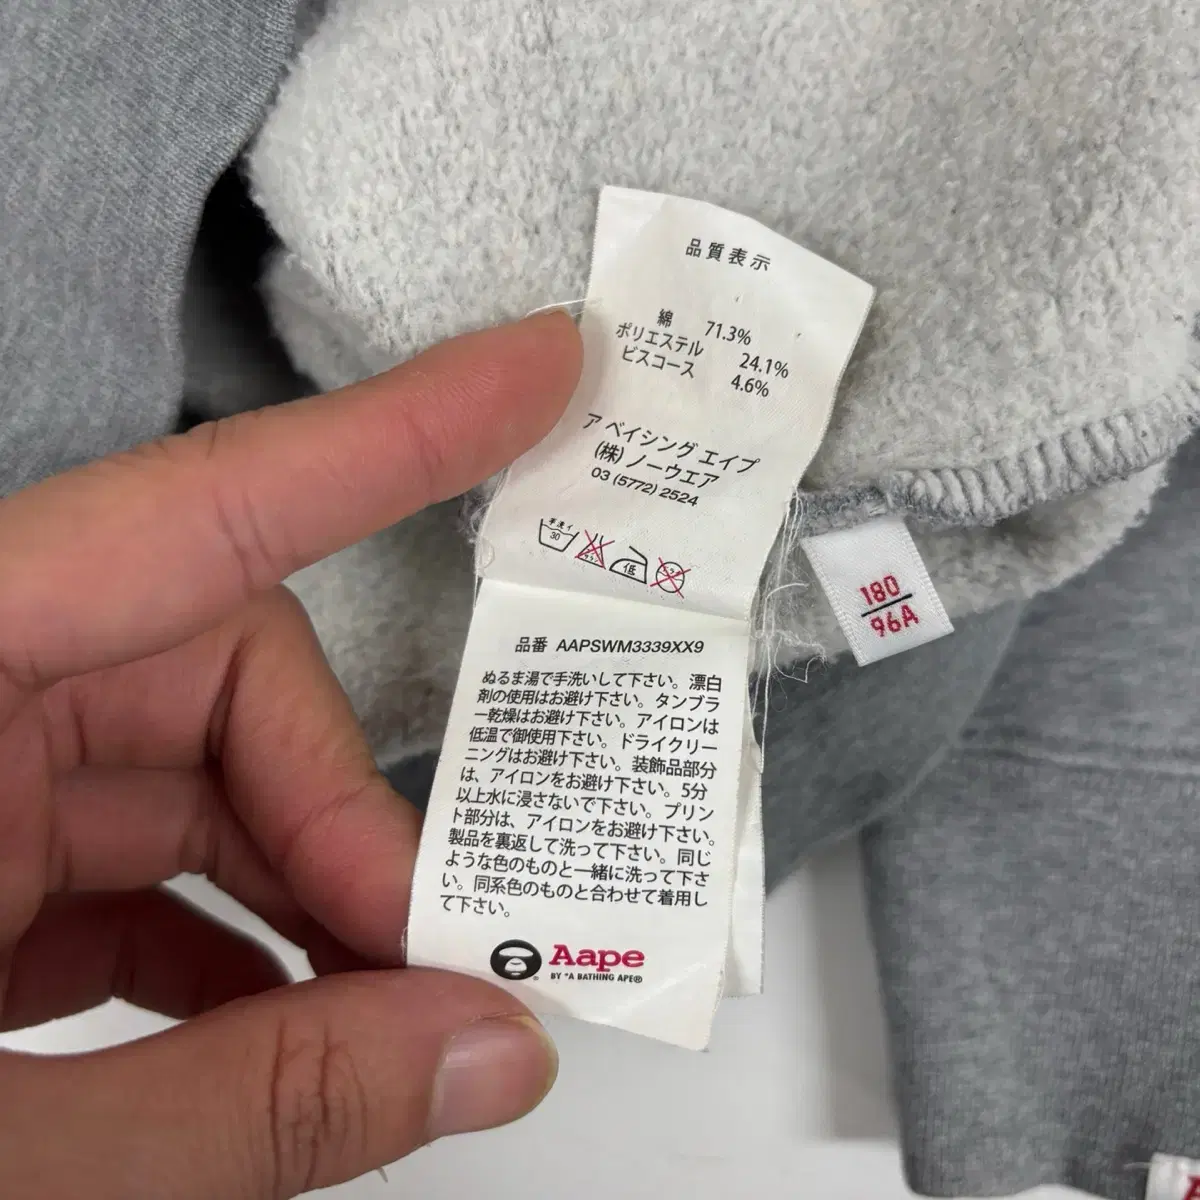 品質表示
綿 71.3%
ポリエステル 24.1%
ビスコース 4.6%
ア ベイシング エイプ
(株) ノーウエア
03 (5772) 2524
手洗イ
30
低
180
96A
品番 AAPSWM3339XX9
ぬるま湯で手洗いして下さい。漂白
剤の使用はお避け下さい。タンブラ
ー乾燥はお避け下さい。アイロンは
低温で御使用下さい。ドライクリー
ニングはお避け下さい。装飾品部分
は、アイロンをお避け下さい。5分
以上水に浸さないで下さい。プリン
ト部分は、アイロンをお避け下さい。
製品を裏返して洗って下さい。同じ
ような色のものと一緒に洗って下さ
い。同系色のものと合わせて着用し
て下さい。
Aape
BY *A BATHING APE®